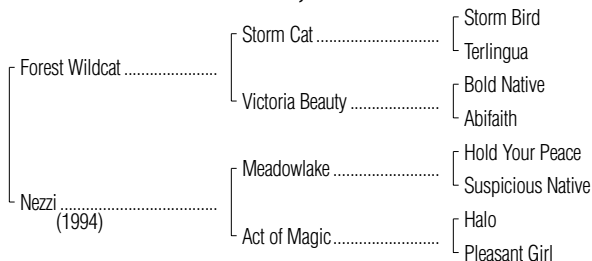 Storm Bird
Storm Cat ............................
Terlingua
Forest Wildcat ......................
Bold Native
Victoria Beauty .....................
Abifaith
Hold Your Peace
Meadowlake .........................
Suspicious Native
Nezzi .....................................
(1994)
Halo
Act of Magic.........................
Pleasant Girl